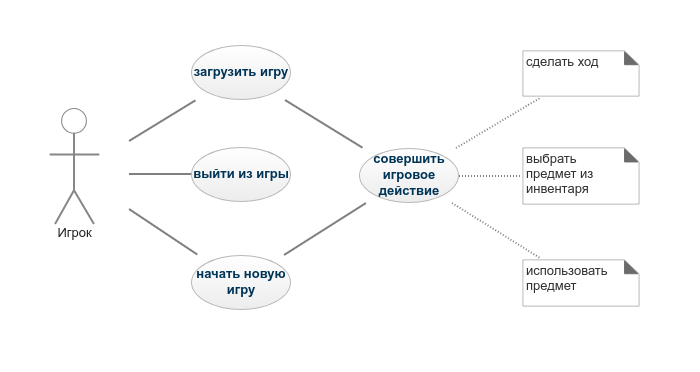 загрузить игру
выйти из игры
начать новую
игру
Игрок
совершить
игровое
действие
сделать ход
выбрать
предмет из
инвентаря
использовать
предмет